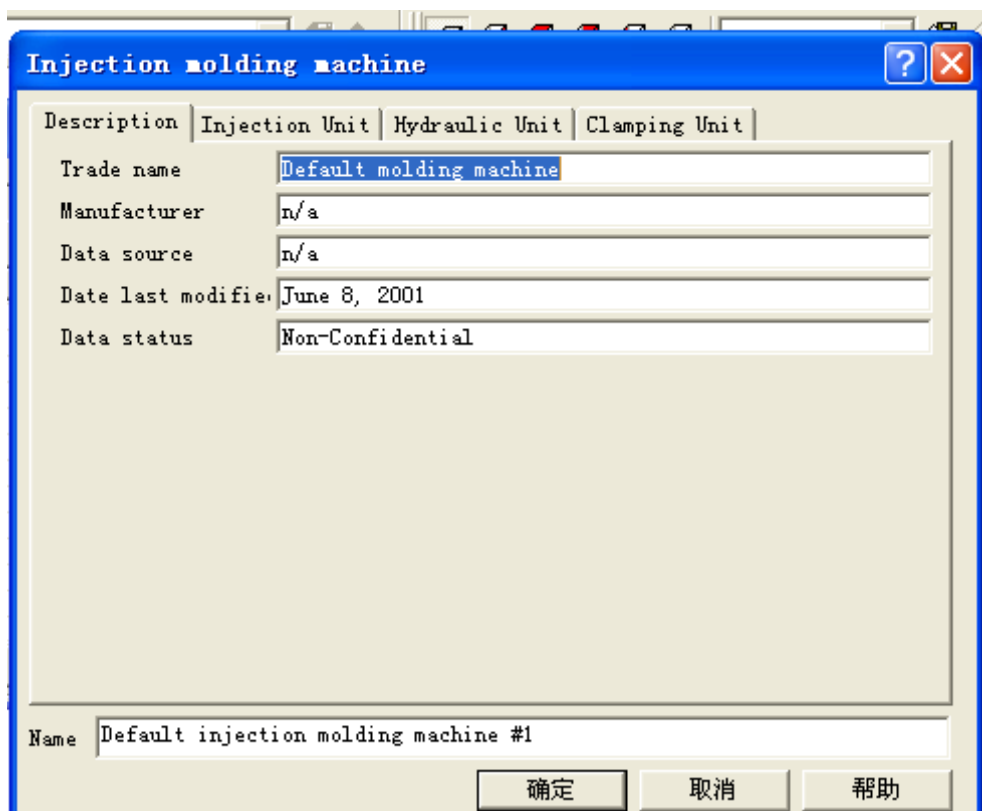 Injection molding machine
Description Injection Unit Hydraulic Unit Clamping Unit
Trade name Default molding machine
Manufacturer n/a
Data source n/a
Date last modifie June 8, 2001
Data status Non-Confidential
Name Default injection molding machine #1
确定 取消 帮助